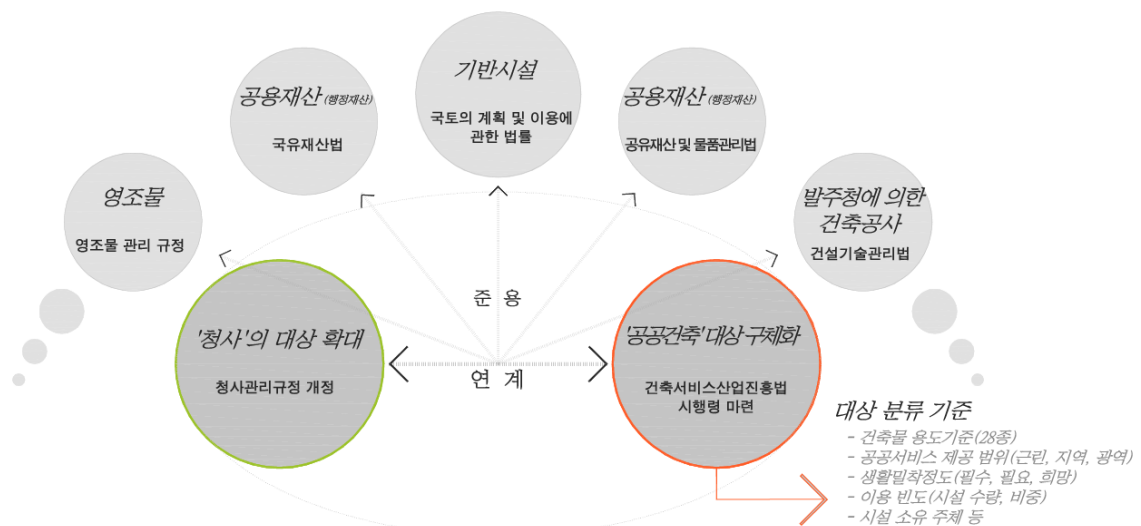 기반시설
국토의 계획 및 이용에
관한 법률
공용재산 (행정재산)
국유재산법
공용재산 (행정재산)
공유재산 및 물품관리법
영조물
영조물 관리 규정
발주청에 의한
건축공사
건설기술관리법
준 용
연 계
'청사'의 대상 확대
청사관리규정 개정
'공공건축' 대상 구체화
건축서비스산업진흥법
시행령 마련
대상 분류 기준
- 건축물 용도기준(28종)
- 공공서비스 제공 범위(근린, 지역, 광역)
- 생활밀착정도(필수, 필요, 희망)
- 이용 빈도(시설 수량, 비중)
- 시설 소유 주체 등